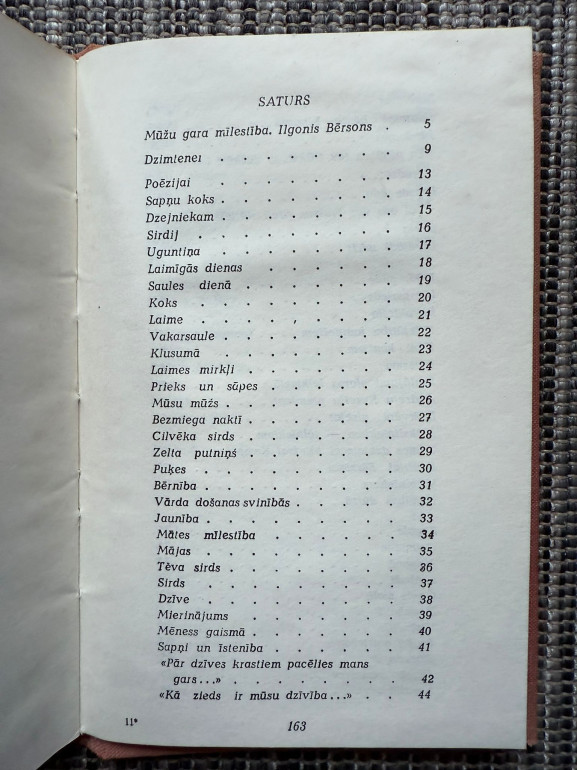 SATURS
Mūžu gara mīlestība. Ilgonis Bērsons . 5
Dzimtenei . . . . . . . . 9
Poēzijai . . . . . . . . 13
Sapņu koks . . . . . . . . 14
Dzejniekam . . . . . . . . 15
Sirdij . . . . . . . . . 16
Uguntiņa . . . . . . . . 17
Laimīgās dienas . . . . . . 18
Saules dienā . . . . . . . 19
Koks . . . . . . . . . 20
Laime . . . . . . . . . 21
Vakarsaule . . . . . . . . 22
Klusumā . . . . . . . . 23
Laimes mirkļi . . . . . . . 24
Prieks un sāpes . . . . . . 25
Mūsu mūžs . . . . . . . . 26
Bezmiega naktī . . . . . . . 27
Cilvēka sirds . . . . . . . 28
Zelta putniņš . . . . . . . 29
Puķes . . . . . . . . . 30
Bērnība . . . . . . . . . 31
Vārda došanas svinībās . . . . . 32
Jaunība . . . . . . . . . 33
Mātes mīlestība . . . . . . 34
Mājas . . . . . . . . . 35
Tēva sirds . . . . . . . . 36
Sirds . . . . . . . . . 37
Dzīve . . . . . . . . . 38
Mierinājums . . . . . . . 39
Mēness gaismā . . . . . . . 40
Sapņi un īstenība . . . . . . 41
«Pār dzīves krastiem pacēlies mans
gars...» . . . . . . . . 42
«Kā zieds ir mūsu dzīvība...» . . 44
11*
163